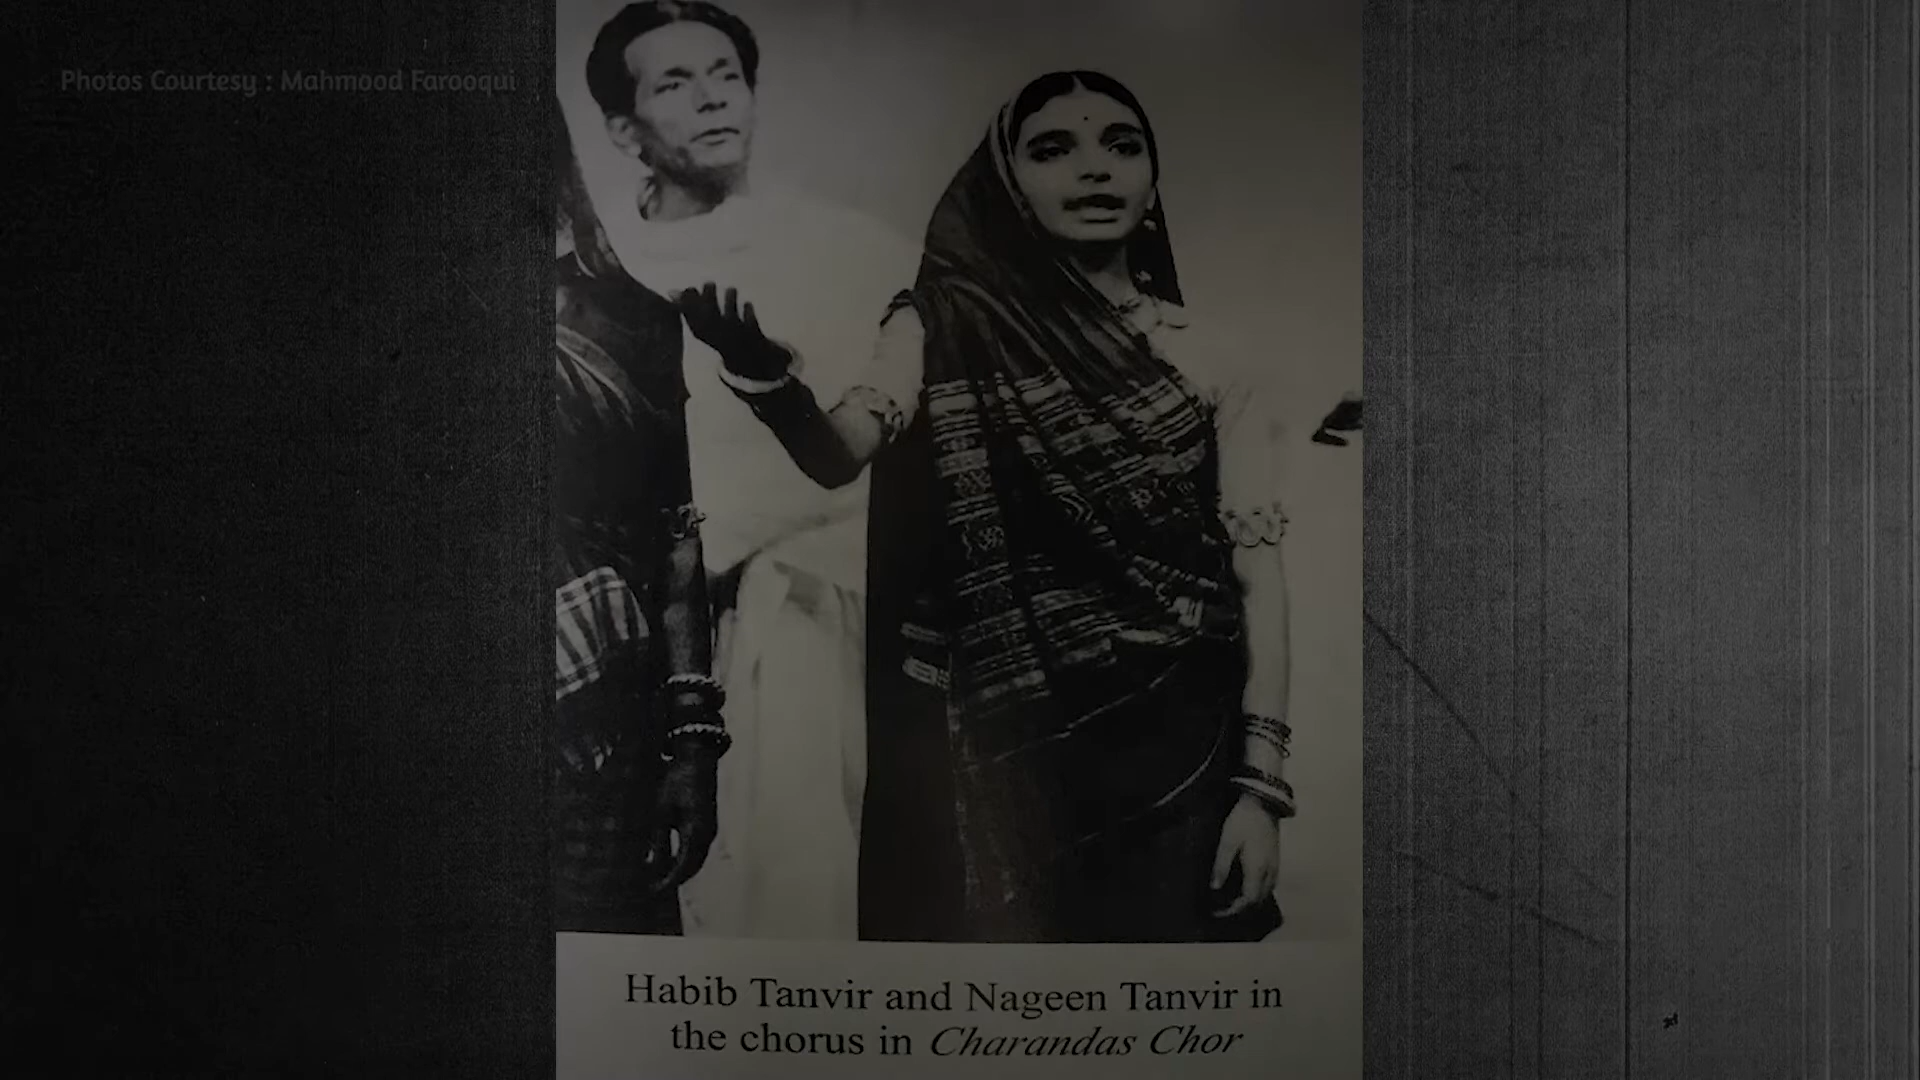 Photos Courtesy : Mahmood Farooqui
Habib Tanvir and Nageen Tanvir in
the chorus in Charandas Chor